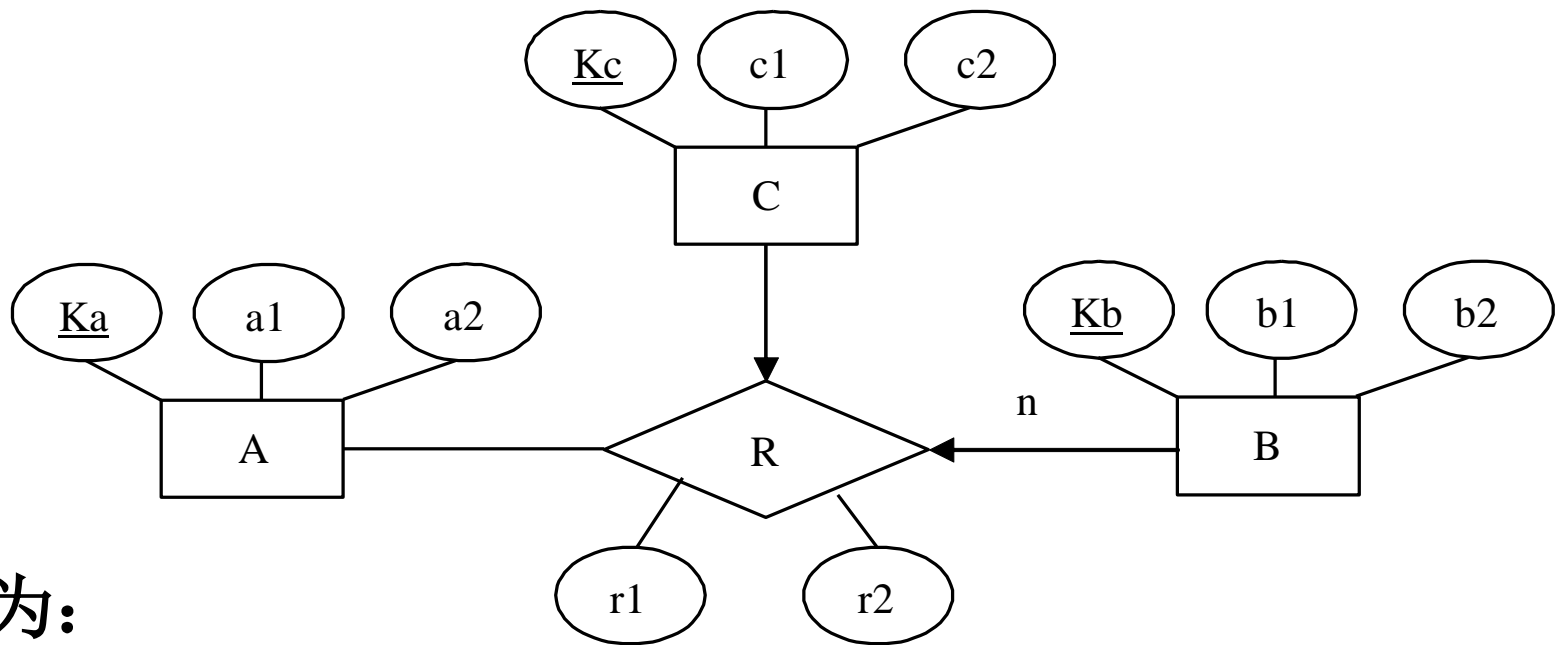 Kc c1 c2
C
Ka a1 a2
Kb b1 b2
n
A R B
r1 r2
为：